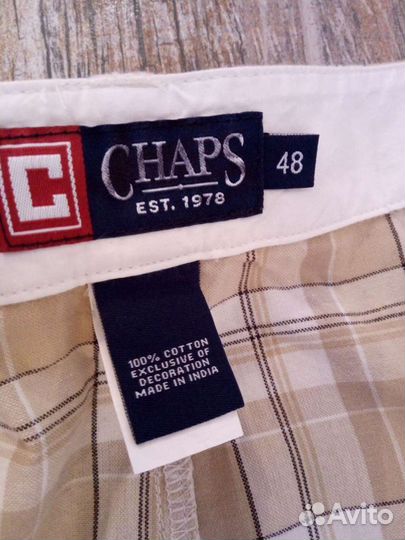 C
CHAPS
EST. 1978
48
100% COTTON
EXCLUSIVE OF
DECORATION
MADE IN INDIA
Avito